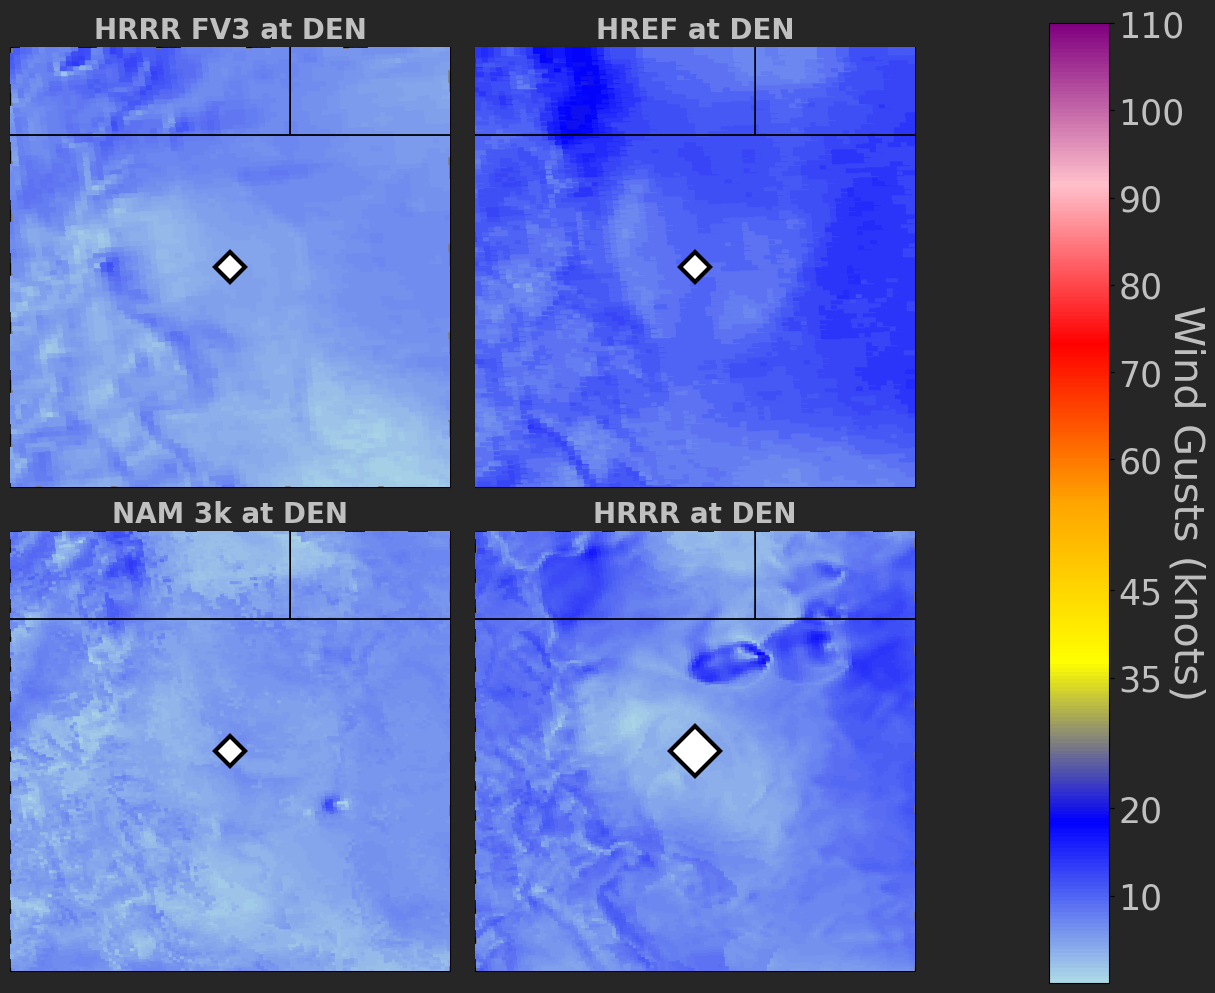 HRRR FV3 at DEN
HREF at DEN
NAM 3k at DEN
HRRR at DEN
110
100
90
80
70
60
45
35
20
10
Wind Gusts (knots)